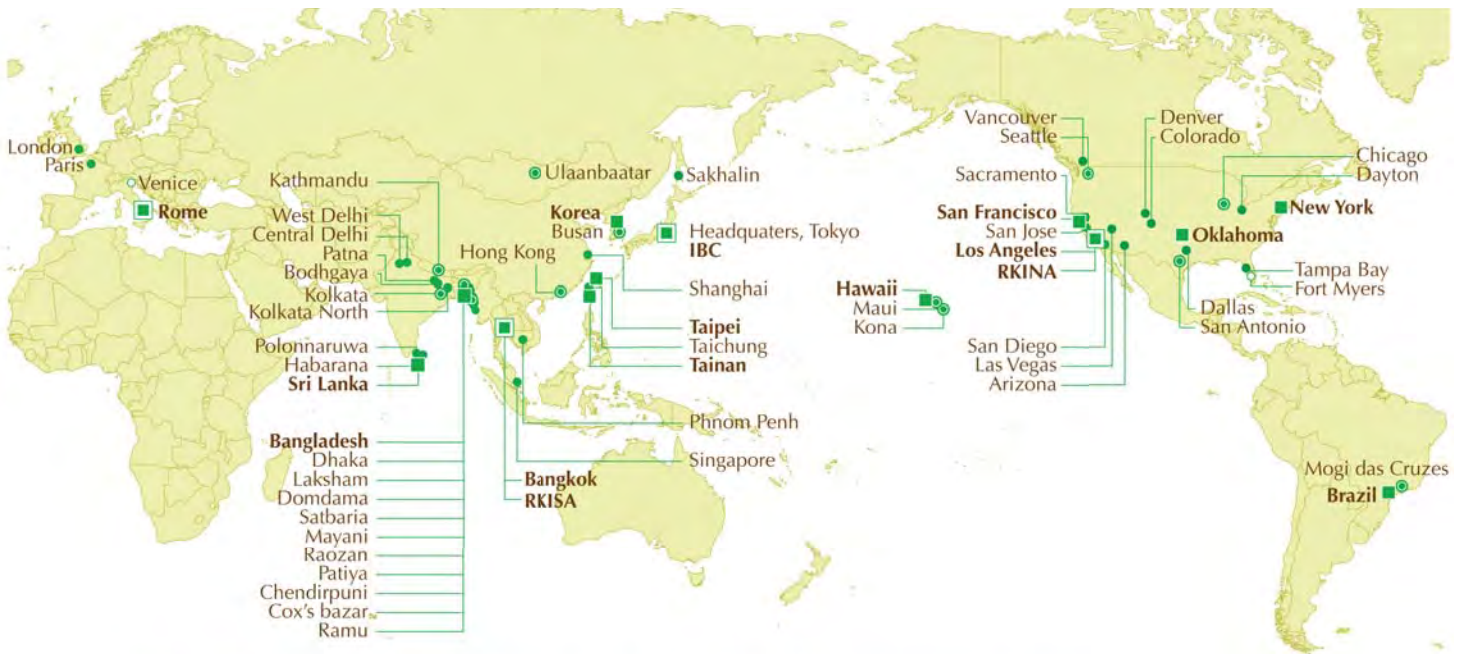 London
Paris
Venice
Rome
Kathmandu
West Delhi
Central Delhi
Patna
Bodhgaya
Kolkata
Kolkata North
Polonnaruwa
Habarana
Sri Lanka
Bangladesh
Dhaka
Laksham
Domdama
Satbaria
Mayani
Raozan
Patiya
Chendirpuni
Cox's bazar
Ramu
Ulaanbaatar
Sakhalin
Korea
Busan
Headquaters, Tokyo
IBC
Hong Kong
Shanghai
Taipei
Taichung
Tainan
Phnom Penh
Singapore
Bangkok
RKISA
Hawaii
Maui
Kona
Vancouver
Seattle
Sacramento
San Francisco
San Jose
Los Angeles
RKINA
San Diego
Las Vegas
Arizona
Denver
Colorado
Chicago
Dayton
New York
Oklahoma
Tampa Bay
Fort Myers
Dallas
San Antonio
Mogi das Cruzes
Brazil